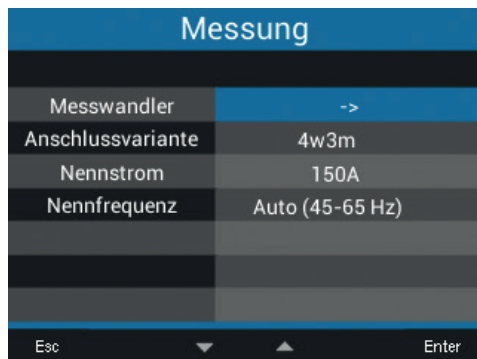 Messung
Messwandler ->
Anschlussvariante 4w3m
Nennstrom 150A
Nennfrequenz Auto (45-65 Hz)
Esc Enter